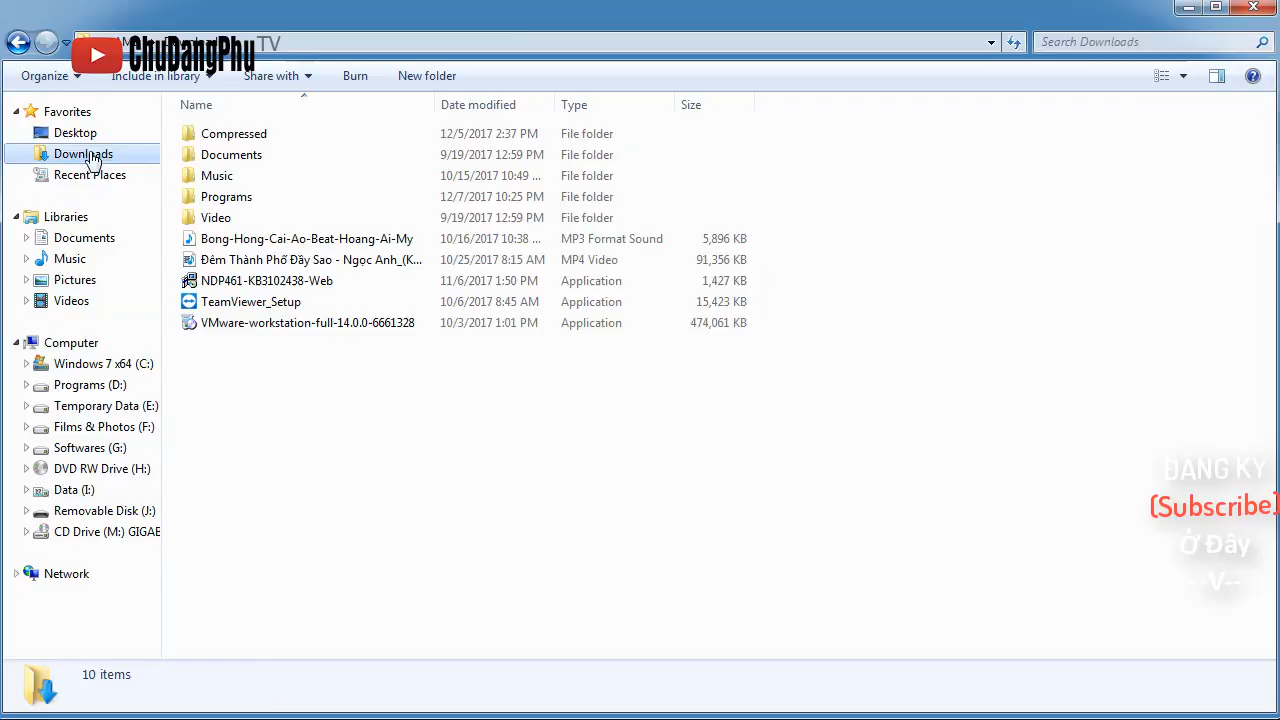 ChuDangPhu TV
Search Downloads
Organize Include in library Share with Burn New folder
Favorites
Desktop
Downloads
Recent Places
Libraries
Documents
Music
Pictures
Videos
Computer
Windows 7 x64 (C:)
Programs (D:)
Temporary Data (E:)
Films & Photos (F:)
Softwares (G:)
DVD RW Drive (H:)
Data (I:)
Removable Disk (J:)
CD Drive (M:) GIGAE
Network
Name Date modified Type Size
Compressed 12/5/2017 2:37 PM File folder
Documents 9/19/2017 12:59 PM File folder
Music 10/15/2017 10:49 ... File folder
Programs 12/7/2017 10:25 PM File folder
Video 9/19/2017 12:59 PM File folder
Bong-Hong-Cai-Ao-Beat-Hoang-Ai-My 10/16/2017 10:38 ... MP3 Format Sound 5,896 KB
Đêm Thành Phố Đầy Sao - Ngọc Anh_(K... 10/25/2017 8:15 AM MP4 Video 91,356 KB
NDP461-KB3102438-Web 11/6/2017 1:50 PM Application 1,427 KB
TeamViewer_Setup 10/6/2017 8:45 AM Application 15,423 KB
VMware-workstation-full-14.0.0-6661328 10/3/2017 1:01 PM Application 474,061 KB
ĐANG KY
(Subscribe)
Ở Đây
--V--
10 items